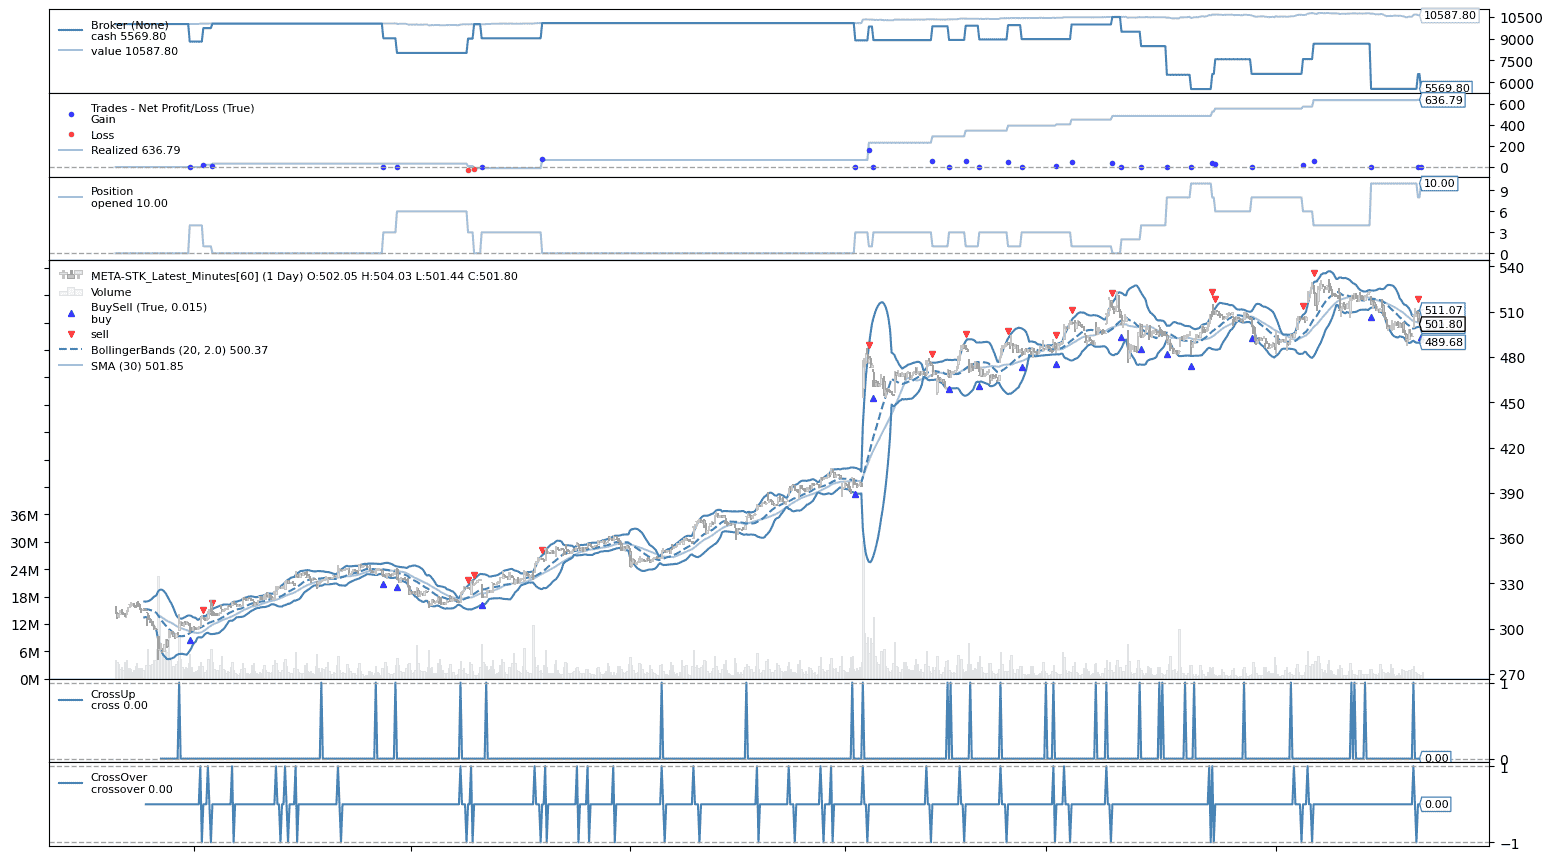 Broker (None)
cash 5569.80
value 10587.80
10587.80
5569.80
10500
9000
7500
6000
Trades - Net Profit/Loss (True)
Gain
Loss
Realized 636.79
636.79
600
400
200
0
Position
opened 10.00
10.00
9
6
3
0
META-STK_Latest_Minutes[60] (1 Day) O:502.05 H:504.03 L:501.44 C:501.80
Volume
BuySell (True, 0.015)
buy
sell
BollingerBands (20, 2.0) 500.37
SMA (30) 501.85
36M
30M
24M
18M
12M
6M
0M
511.07
501.80
489.68
540
510
480
450
420
390
360
330
300
270
CrossUp
cross 0.00
0.00
1
0
CrossOver
crossover 0.00
0.00
1
0
−1